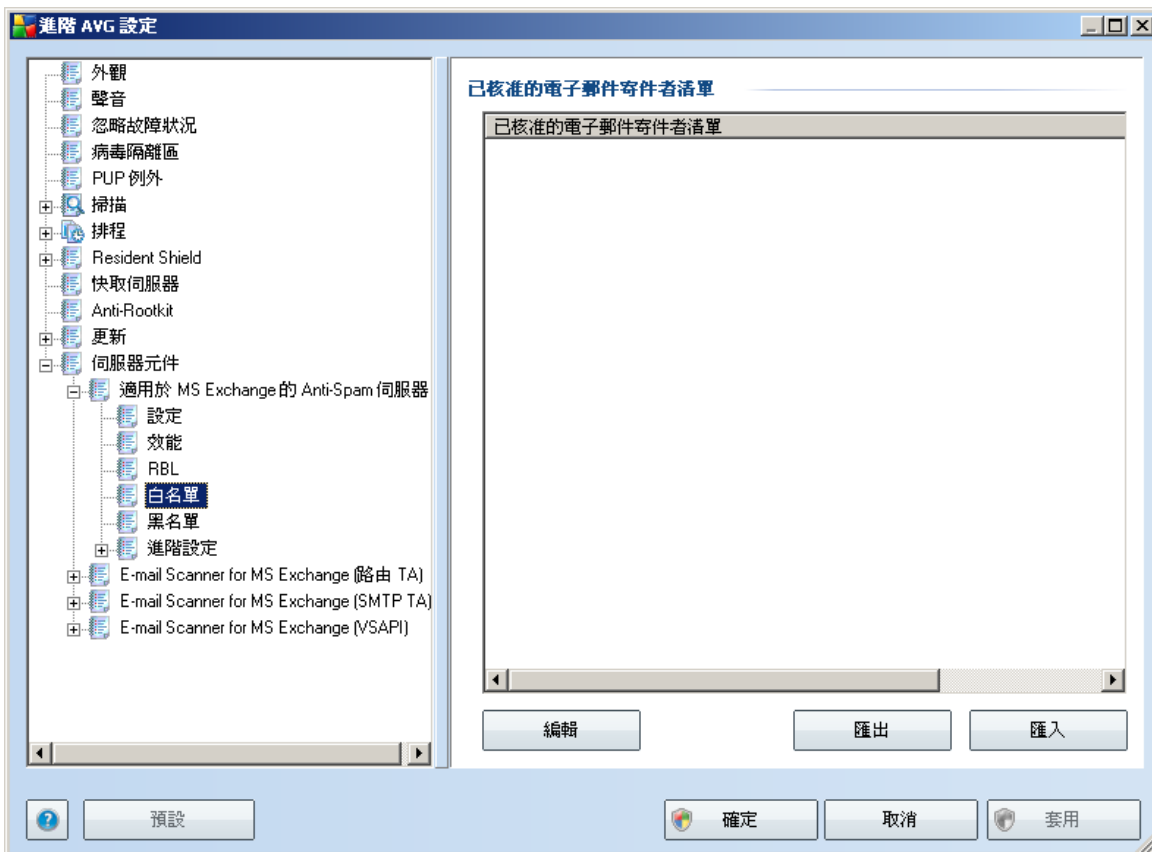 進階 AVG 設定
外觀
聲音
忽略故障狀況
病毒隔離區
PUP 例外
掃描
排程
Resident Shield
快取伺服器
Anti-Rootkit
更新
伺服器元件
適用於 MS Exchange 的 Anti-Spam 伺服器
設定
效能
RBL
白名單
黑名單
進階設定
E-mail Scanner for MS Exchange (路由 TA)
E-mail Scanner for MS Exchange (SMTP TA)
E-mail Scanner for MS Exchange (VSAPI)
已核准的電子郵件寄件者清單
已核准的電子郵件寄件者清單
編輯
匯出
匯入
預設
確定
取消
套用